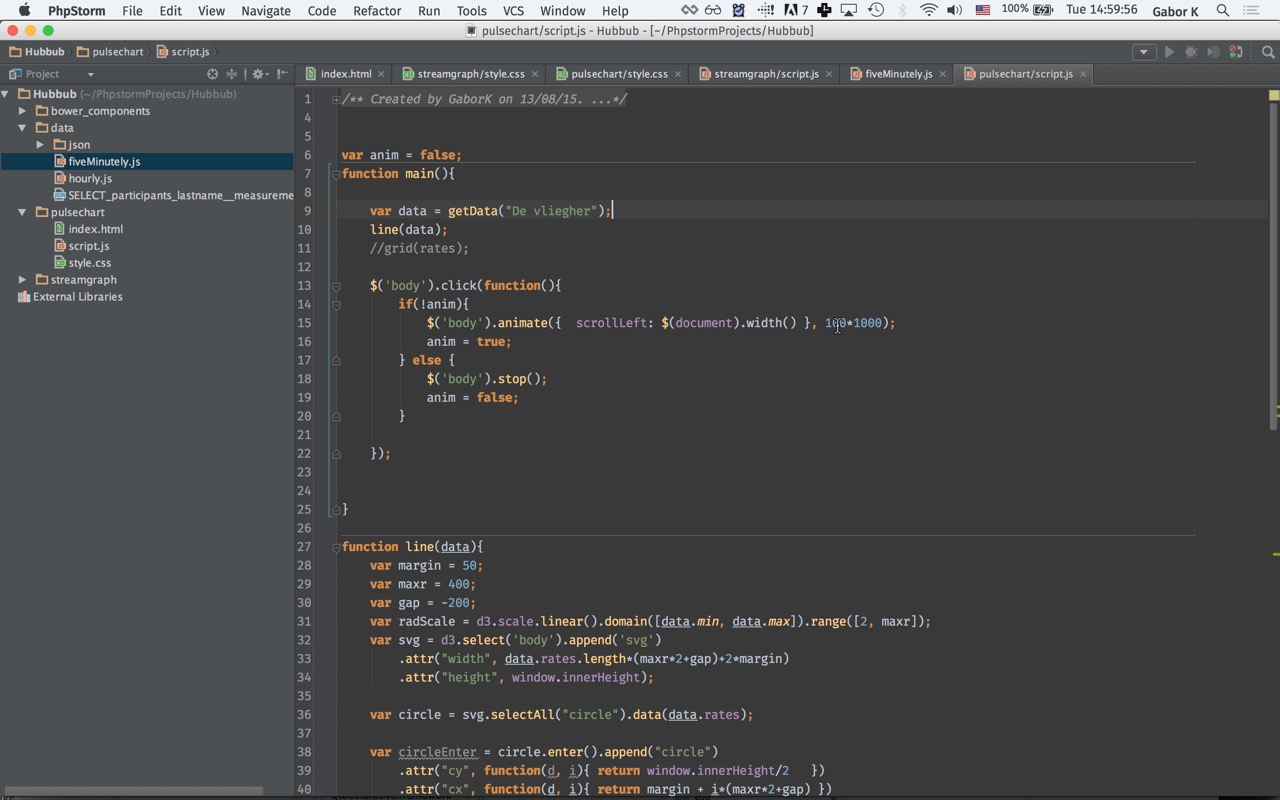 PhpStorm File Edit View Navigate Code Refactor Run Tools VCS Window Help 7 100% Tue 14:59:56 Gabor K
pulsechart/script.js - Hubbub - [~/PhpstormProjects/Hubbub]
Hubbub pulsechart script.js
Project index.html streamgraph/style.css pulsechart/style.css streamgraph/script.js fiveMinutely.js pulsechart/script.js
Hubbub (~/PhpstormProjects/Hubbub)
bower_components
data
json
fiveMinutely.js
hourly.js
SELECT_participants_lastname__measureme
pulsechart
index.html
script.js
style.css
streamgraph
External Libraries
1 /** Created by GaborK on 13/08/15. ...*/
4
5
6 var anim = false;
7 function main(){
8
9 var data = getData("De vliegher");
10 line(data);
11 //grid(rates);
12
13 $('body').click(function(){
14 if(!anim){
15 $('body').animate({  scrollLeft: $(document).width() }, 100*1000);
16 anim = true;
17 } else {
18 $('body').stop();
19 anim = false;
20 }
21
22 });
23
24
25 }
26
27 function line(data){
28 var margin = 50;
29 var maxr = 400;
30 var gap = -200;
31 var radScale = d3.scale.linear().domain([data.min, data.max]).range([2, maxr]);
32 var svg = d3.select('body').append('svg')
33 .attr("width", data.rates.length*(maxr*2+gap)+2*margin)
34 .attr("height", window.innerHeight);
35
36 var circle = svg.selectAll("circle").data(data.rates);
37
38 var circleEnter = circle.enter().append("circle")
39 .attr("cy", function(d, i){ return window.innerHeight/2   })
40 .attr("cx", function(d, i){ return margin + i*(maxr*2+gap) })